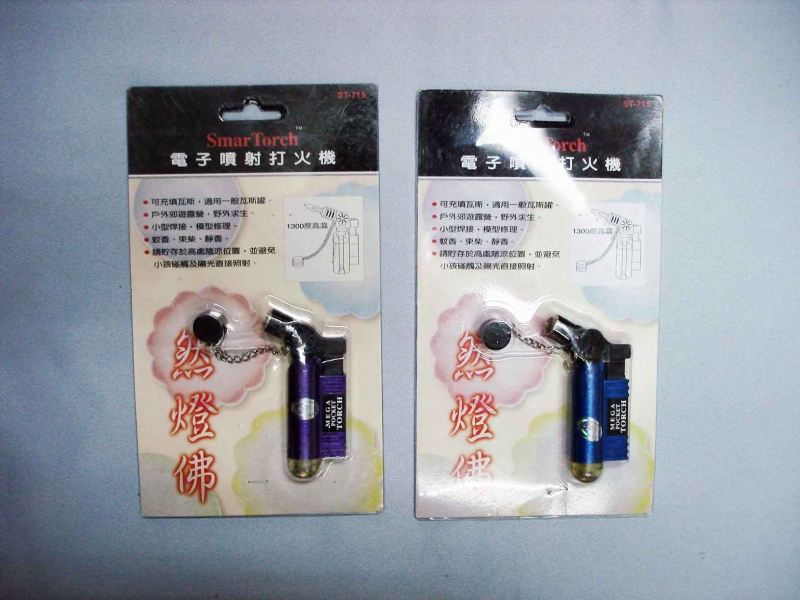 ST-715
SmarTorch™
電子噴射打火機
• 可充填瓦斯，適用一般瓦斯罐。
• 戶外郊遊露營，野外求生。
• 小型焊接，模型修理。
• 蚊香、束柴、靜香。
• 請貯存於高處陰涼位置，並避免
小孩碰觸及陽光直接照射。
1300度高溫
然燈佛
MEGA
POCKET
TORCH
ST-715
Torch™
電子噴射打火機
• 可充填瓦斯，適用一般瓦斯罐。
• 戶外郊遊露營，野外求生。
• 小型焊接，模型修理。
• 蚊香、束柴、靜香。
• 請貯存於高處陰涼位置，並避免
小孩碰觸及陽光直接照射。
1300度高溫
然燈佛
MEGA
POCKET
TORCH